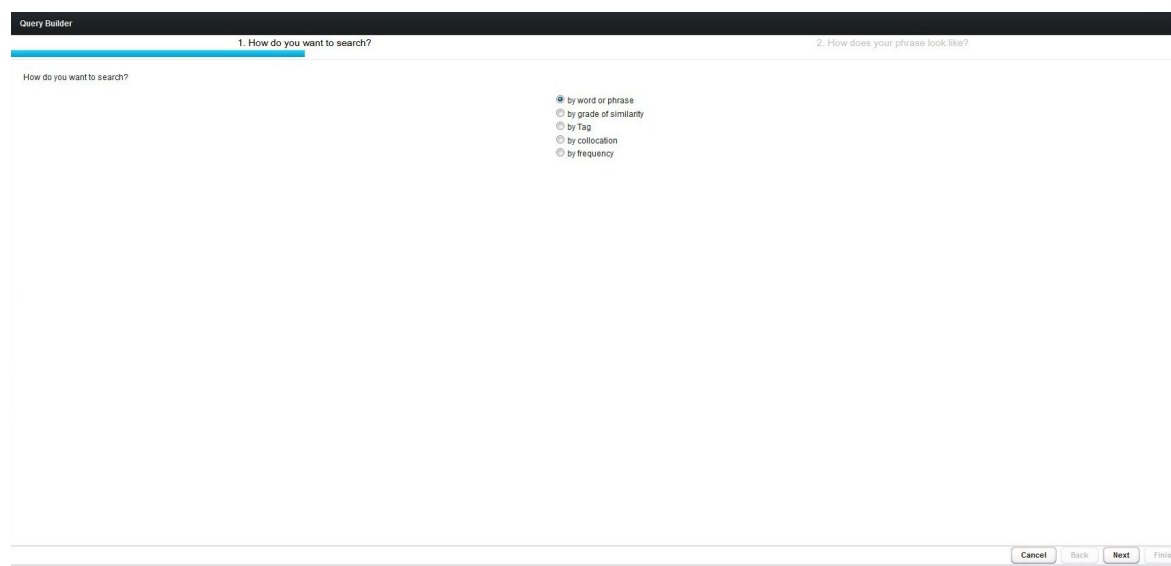 Query Builder
1. How do you want to search? 2. How does your phrase look like?
How do you want to search?
by word or phrase
by grade of similarity
by Tag
by collocation
by frequency
Cancel Back Next Finis